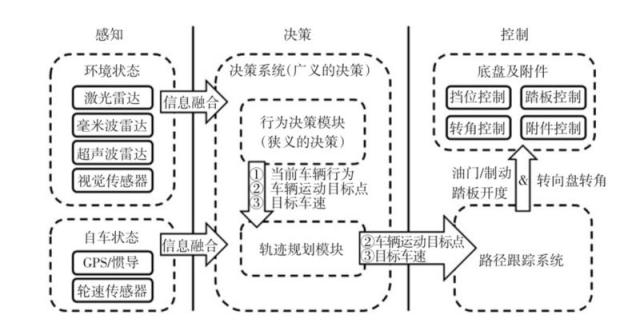 感知
环境状态
激光雷达
毫米波雷达
超声波雷达
视觉传感器
信息融合
自车状态
GPS/惯导
轮速传感器
信息融合
决策
决策系统(广义的决策)
行为决策模块
(狭义的决策)
①当前车辆行为
②车辆运动目标点
③目标车速
轨迹规划模块
②车辆运动目标点
③目标车速
控制
底盘及附件
挡位控制
踏板控制
转角控制
附件控制
油门/制动
踏板开度
&
转向盘转角
路径跟踪系统